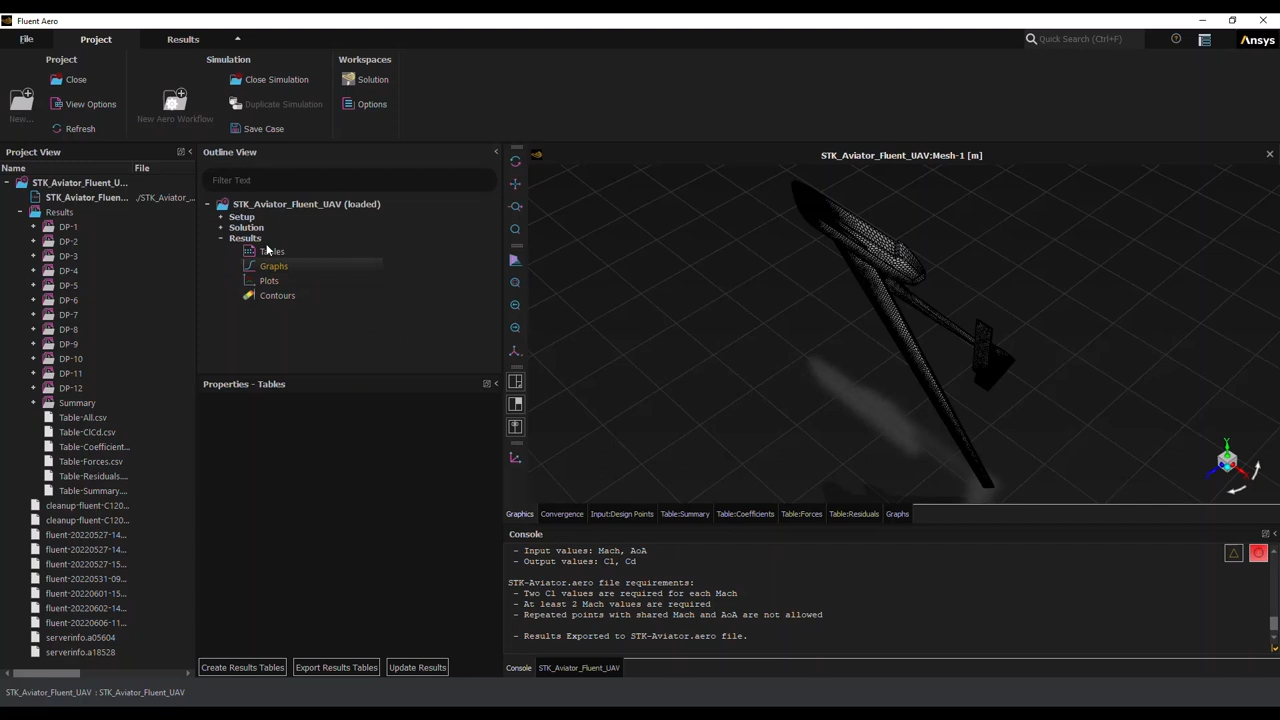 Fluent Aero
File
Project
Results
Quick Search (Ctrl+F)
Ansys
Project
Simulation
Workspaces
Close
Close Simulation
Solution
View Options
Duplicate Simulation
Options
New...
New Aero Workflow
Refresh
Save Case
Project View
Outline View
STK_Aviator_Fluent_UAV:Mesh-1 [m]
Name
File
Filter Text
STK_Aviator_Fluent_U...
STK_Aviator_Fluen...
./STK_Aviator_...
Results
DP-1
DP-2
DP-3
DP-4
DP-5
DP-6
DP-7
DP-8
DP-9
DP-10
DP-11
DP-12
Summary
Table-All.csv
Table-ClCd.csv
Table-Coefficient...
Table-Forces.csv
Table-Residuals....
Table-Summary....
cleanup-fluent-C120...
cleanup-fluent-C120...
fluent-20220527-14...
fluent-20220527-14...
fluent-20220527-15...
fluent-20220531-09...
fluent-20220601-15...
fluent-20220602-14...
fluent-20220606-11...
serverinfo.a05604
serverinfo.a18528
STK_Aviator_Fluent_UAV (loaded)
Setup
Solution
Results
Tables
Graphs
Plots
Contours
Properties - Tables
Create Results Tables
Export Results Tables
Update Results
Y
Graphics
Convergence
Input:Design Points
Table:Summary
Table:Coefficients
Table:Forces
Table:Residuals
Graphs
Console
- Input values: Mach, AoA
- Output values: Cl, Cd
STK-Aviator.aero file requirements:
- Two Cl values are required for each Mach
- At least 2 Mach values are required
- Repeated points with shared Mach and AoA are not allowed
- Results Exported to STK-Aviator.aero file.
Console
STK_Aviator_Fluent_UAV
STK_Aviator_Fluent_UAV : STK_Aviator_Fluent_UAV